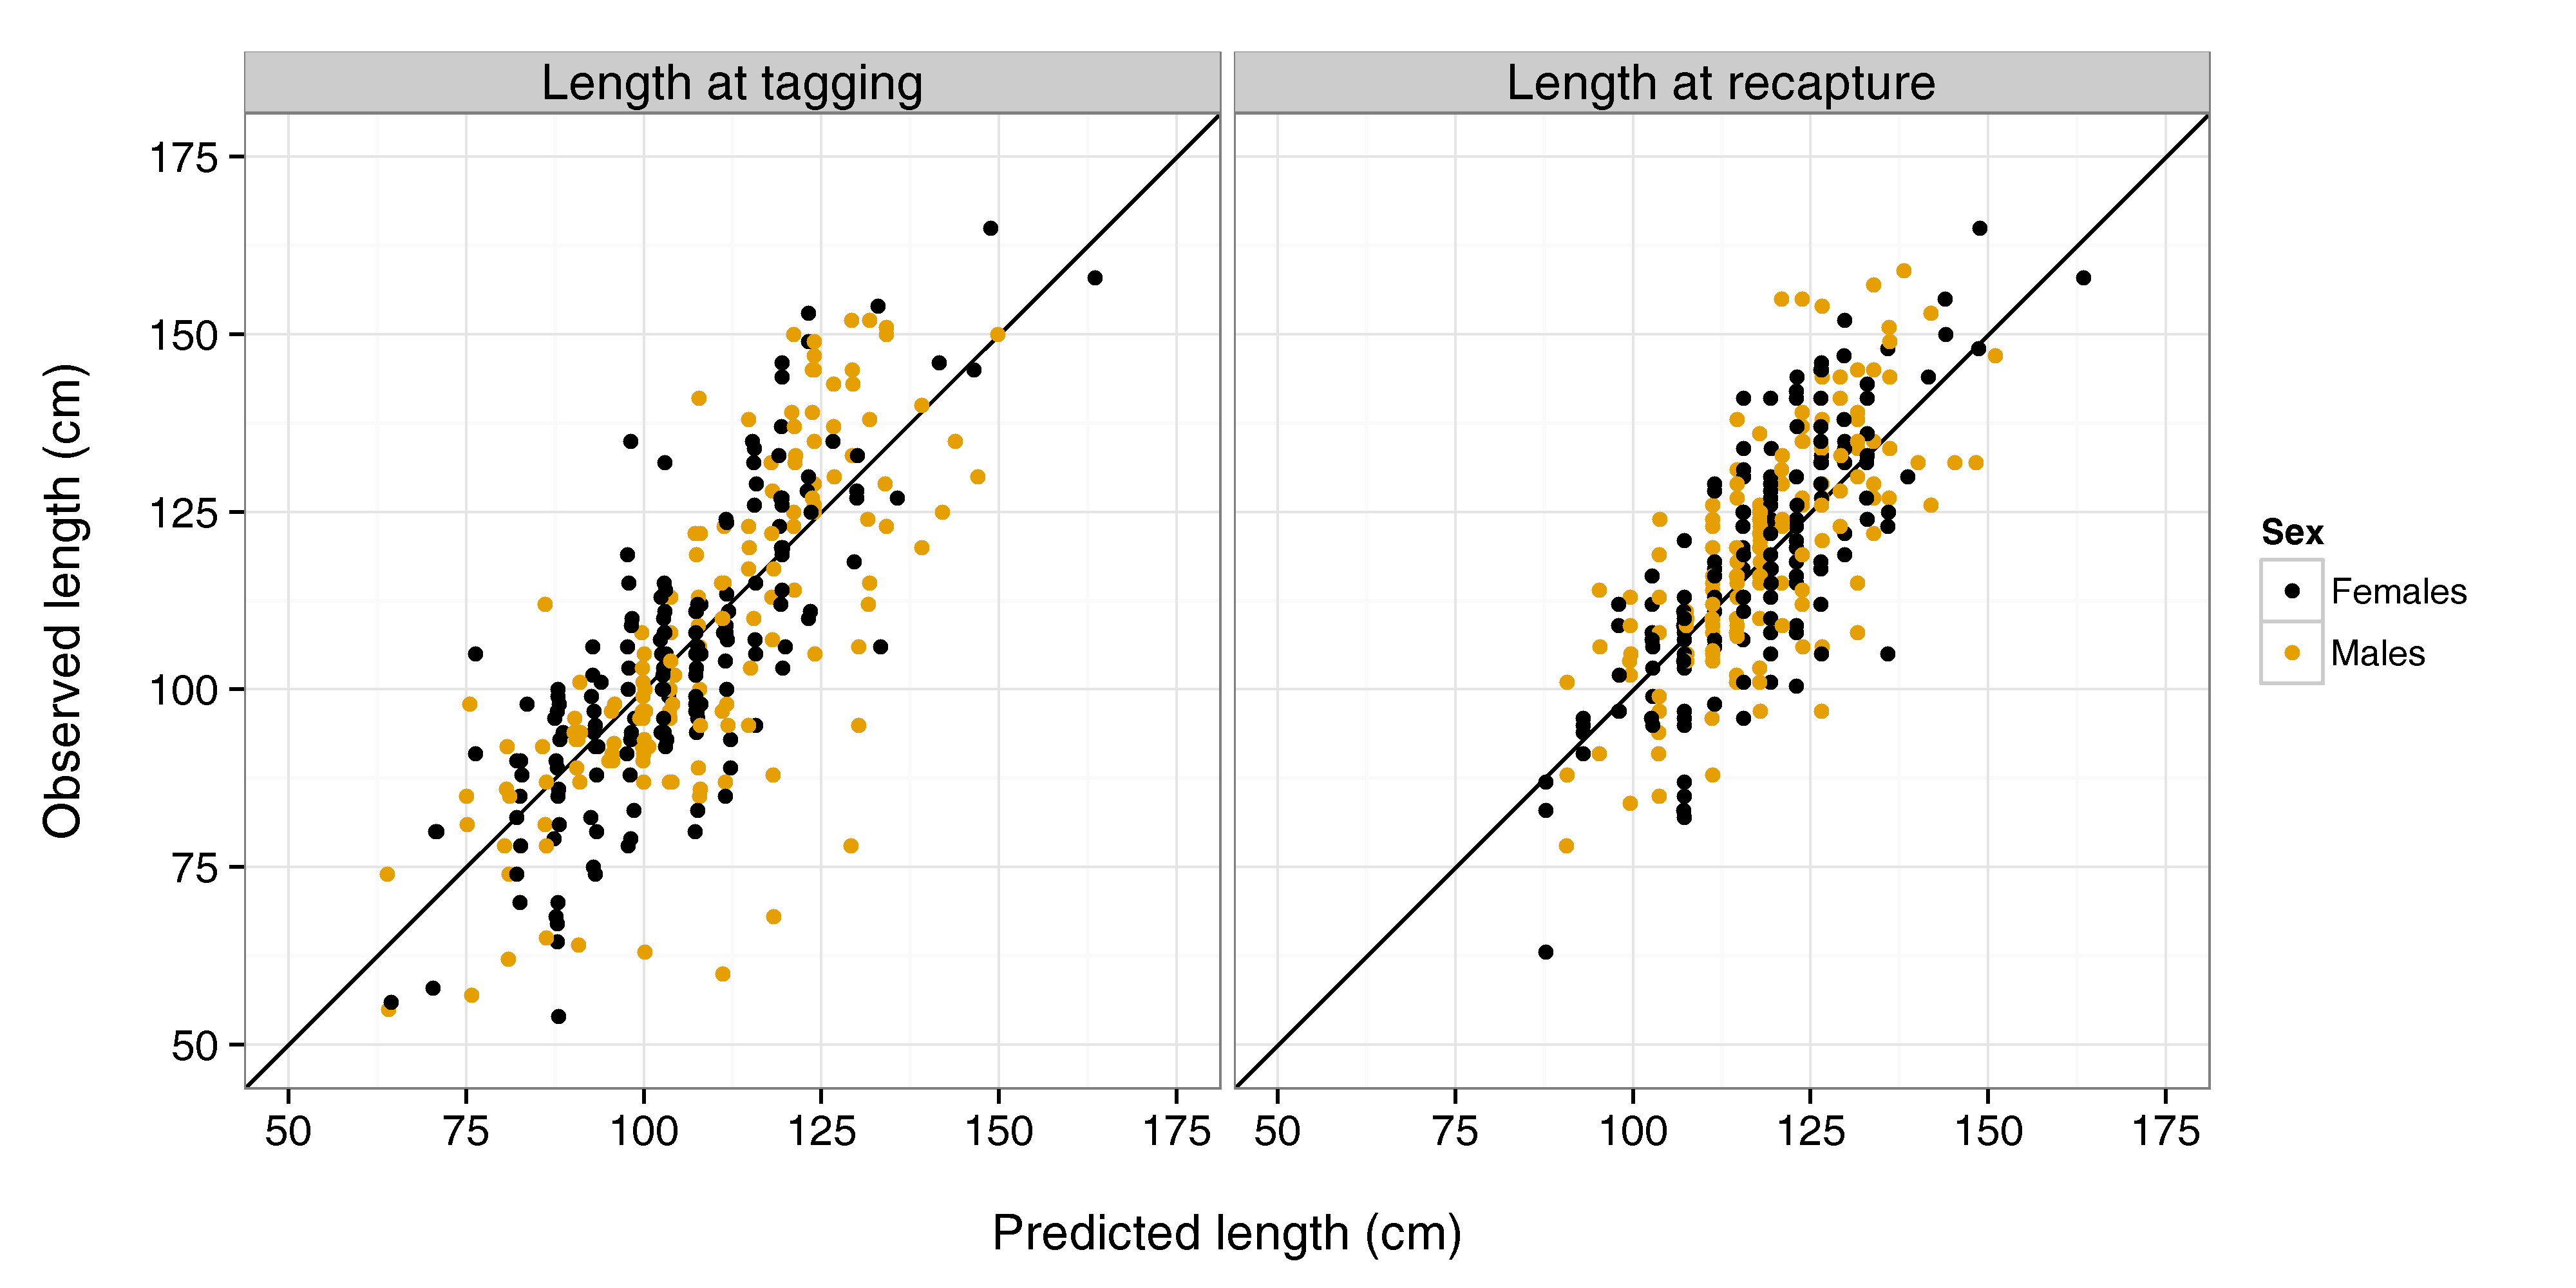 Length at tagging
Length at recapture
175
150
125
100
75
50
Observed length (cm)
50 75 100 125 150 175
50 75 100 125 150 175
Predicted length (cm)
Sex
Females
Males